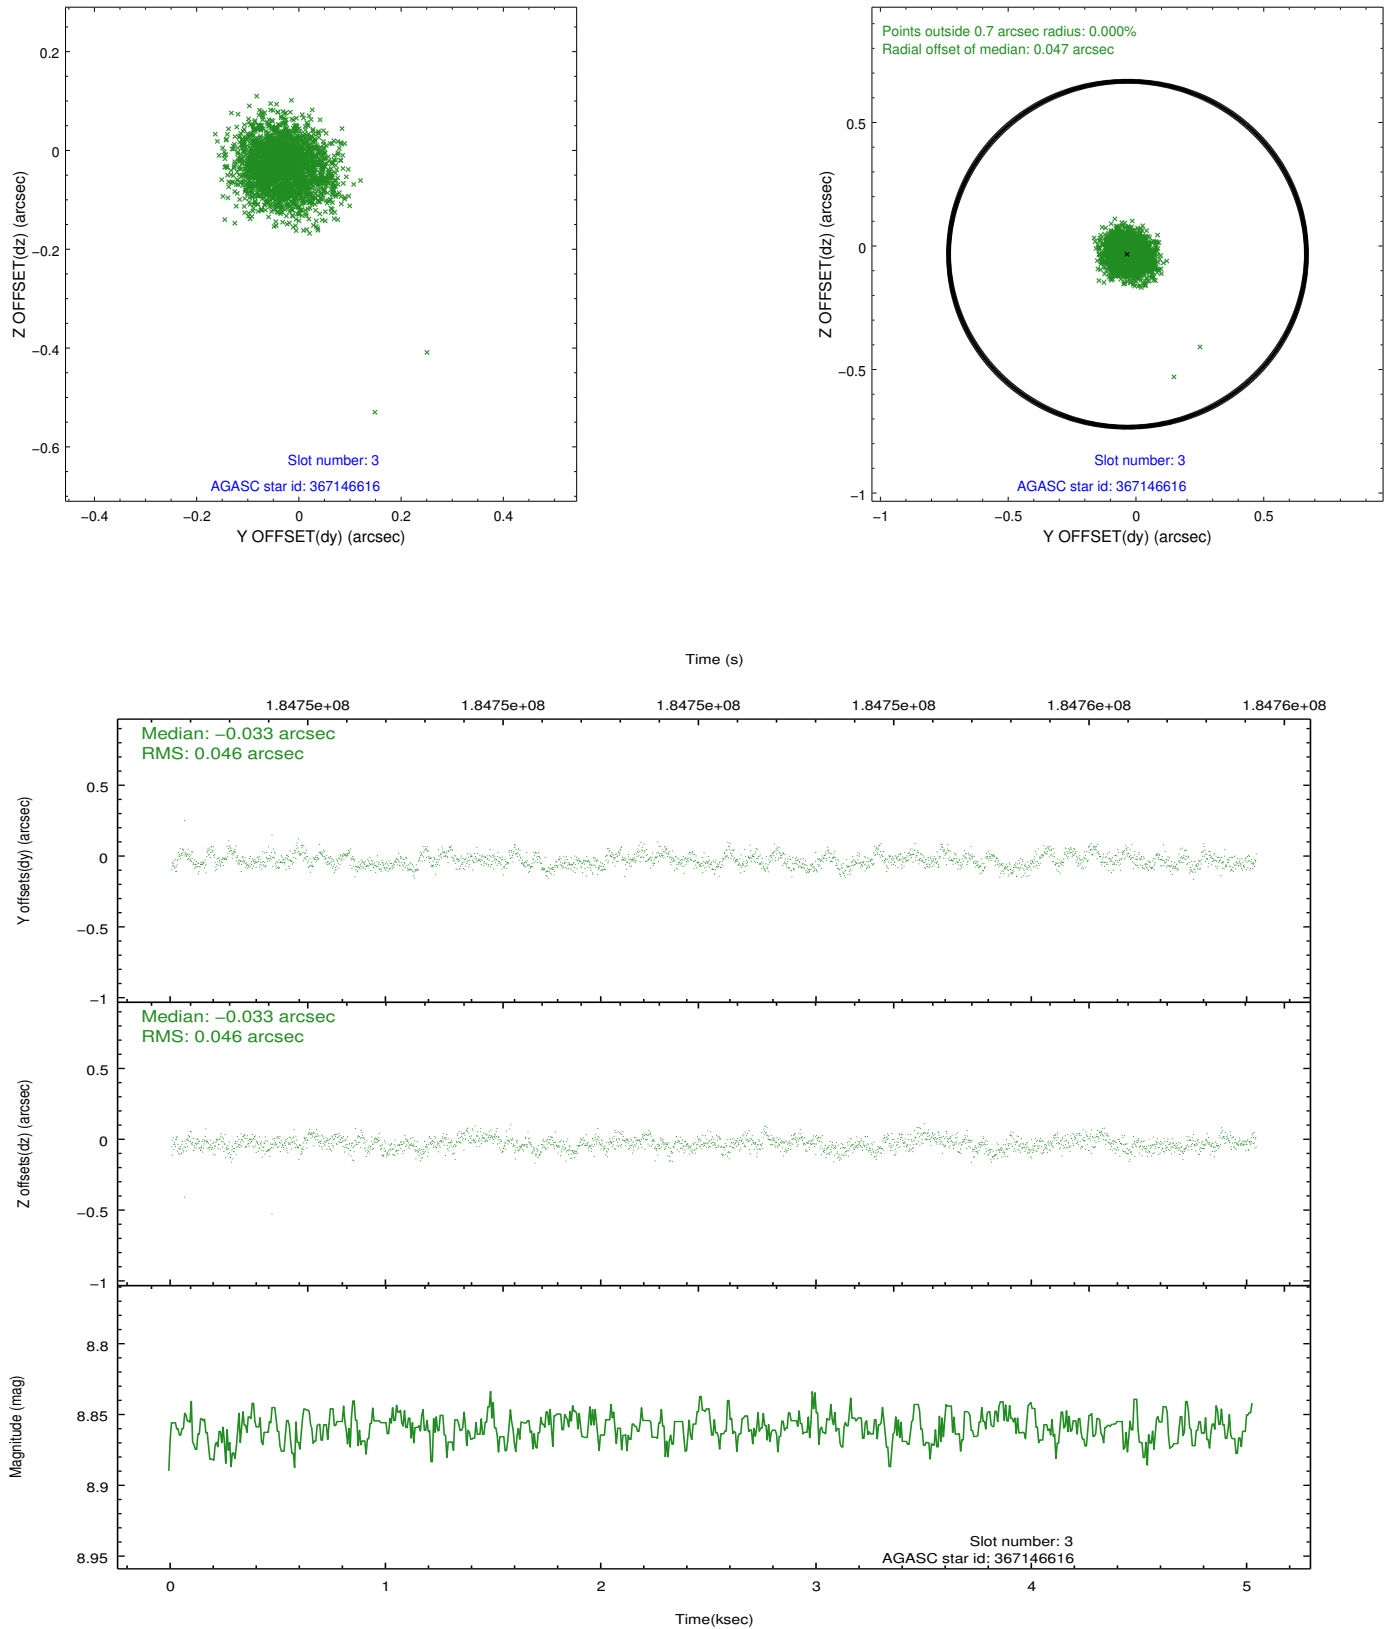 0.2
0
−0.2
−0.4
−0.6
Z OFFSET(dz) (arcsec)
Slot number: 3
AGASC star id: 367146616
−0.4
−0.2
0
0.2
0.4
Y OFFSET(dy) (arcsec)
Points outside 0.7 arcsec radius: 0.000%
Radial offset of median: 0.047 arcsec
0.5
0
−0.5
−1
Z OFFSET(dz) (arcsec)
Slot number: 3
AGASC star id: 367146616
−1
−0.5
0
0.5
Y OFFSET(dy) (arcsec)
Time (s)
1.8475e+08
1.8475e+08
1.8475e+08
1.8475e+08
1.8476e+08
1.8476e+08
Median: −0.033 arcsec
RMS: 0.046 arcsec
0.5
0
−0.5
−1
Y offsets(dy) (arcsec)
Median: −0.033 arcsec
RMS: 0.046 arcsec
0.5
0
−0.5
−1
Z offsets(dz) (arcsec)
8.8
8.85
8.9
8.95
Magnitude (mag)
Slot number: 3
AGASC star id: 367146616
0
1
2
3
4
5
Time(ksec)